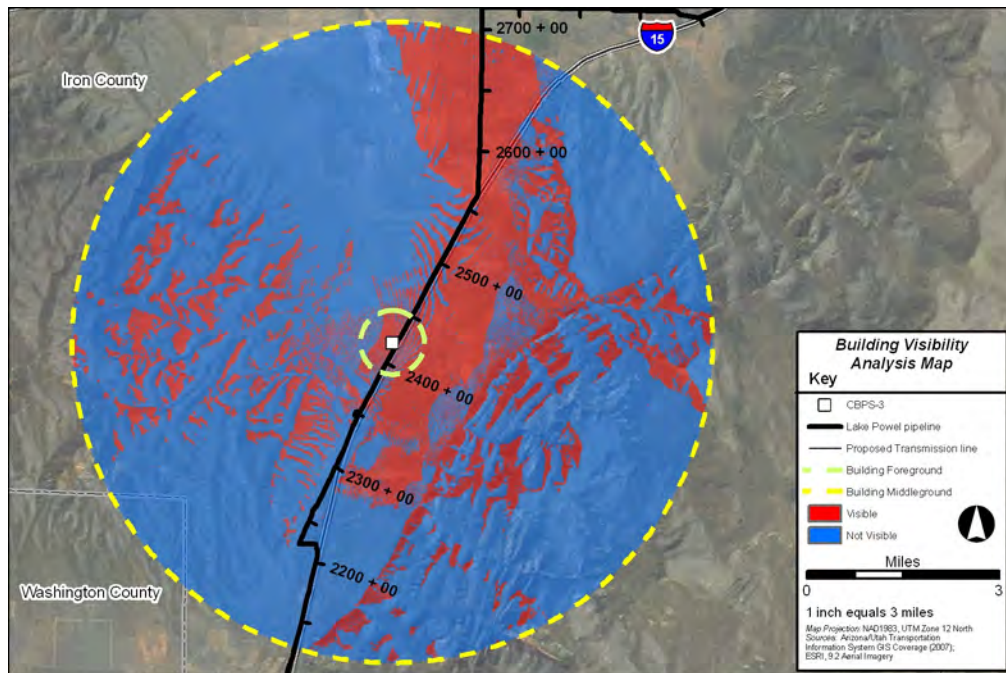 2700 + 00
15
Iron County
2600 + 00
2500 + 00
2400 + 00
2300 + 00
2200 + 00
Washington County
Building Visibility
Analysis Map
Key
CBPS-3
Lake Powel pipeline
Proposed Transmission line
Building Foreground
Building Middleground
Visible
Not Visible
Miles
0
3
1 inch equals 3 miles
Map Projection: NAD1983, UTM Zone 12 North
Sources: Arizona/Utah Transportation
Information System GIS Coverage (2007);
ESRI, 9.2 Aerial Imagery